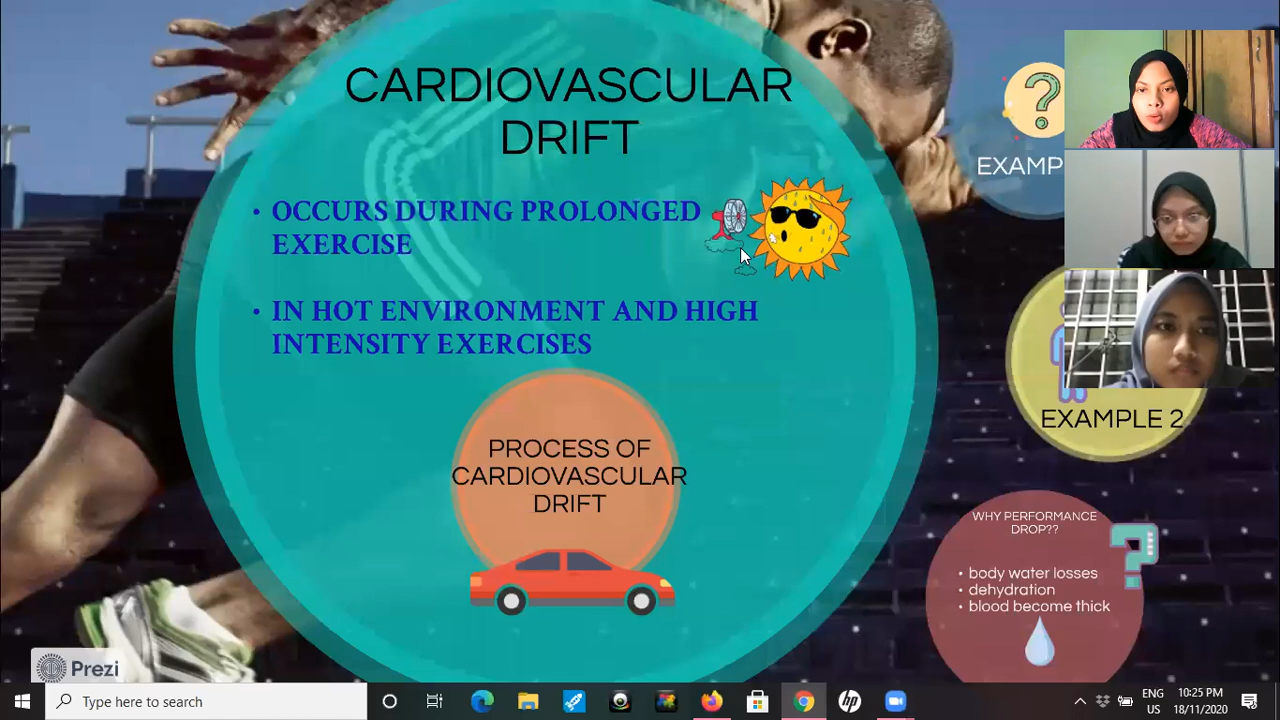 CARDIOVASCULAR
DRIFT
• OCCURS DURING PROLONGED
EXERCISE
• IN HOT ENVIRONMENT AND HIGH
INTENSITY EXERCISES
PROCESS OF
CARDIOVASCULAR
DRIFT
EXAMP
EXAMPLE 2
WHY PERFORMANCE
DROP??
• body water losses
• dehydration
• blood become thick
Prezi
Type here to search
hp
ENG
US
10:25 PM
18/11/2020